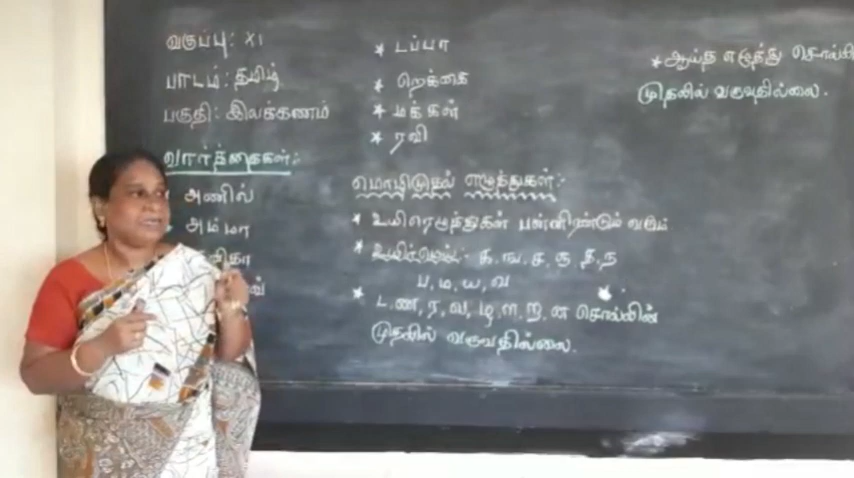 வகுப்பு: XI
பாடம்: தமிழ்
பகுதி: இலக்கணம்
வார்த்தைகள்:-
அணில்
அம்மா
* டப்பா
* றெக்கை
* மக்கள்
* ரவி
மொழிமுதல் எழுத்துகள்:-
* உயிரெழுத்துகள் பன்னிரண்டும் வரும்
* உயிர்மெய்:- க, ங, ச, ஞ, த, ந
ப, ம, ய, வ
* ட, ண, ர, ல, ழ, ள, ற, ன சொல்லின்
முதலில் வருவதில்லை.
* ஆய்த எழுத்து
முதலில் வருவதில்லை.